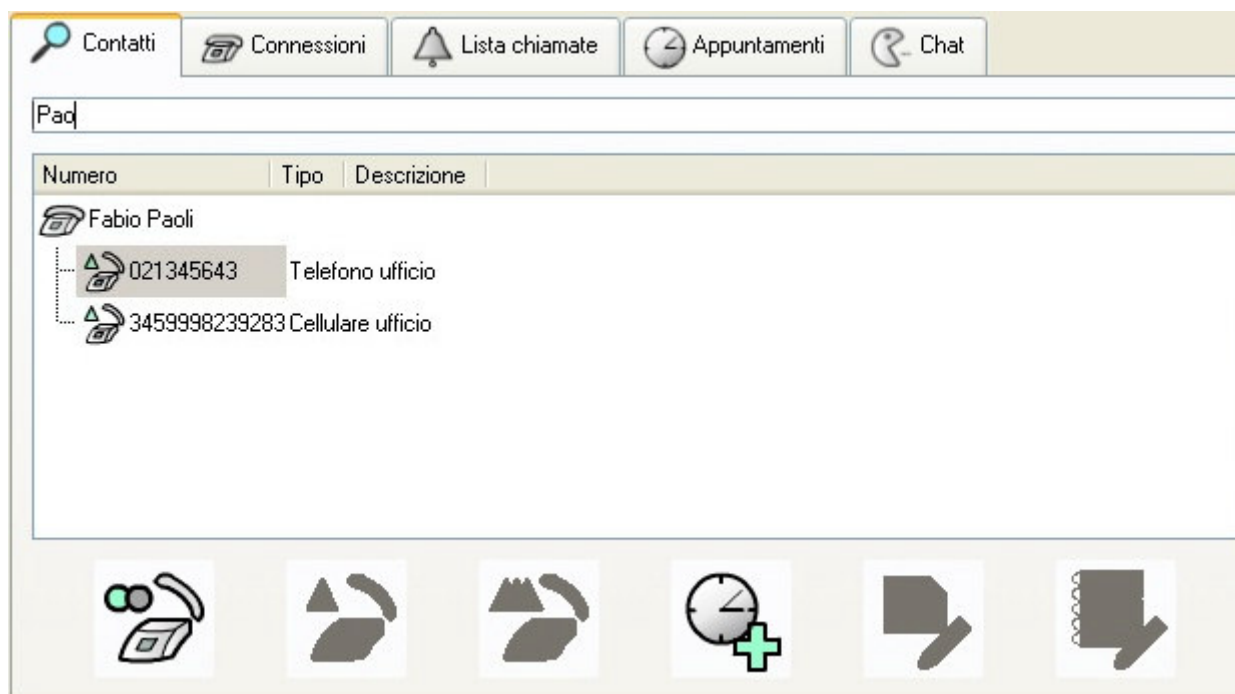 Contatti Connessioni Lista chiamate Appuntamenti Chat
Pao
Numero Tipo Descrizione
Fabio Paoli
021345643 Telefono ufficio
3459998239283 Cellulare ufficio